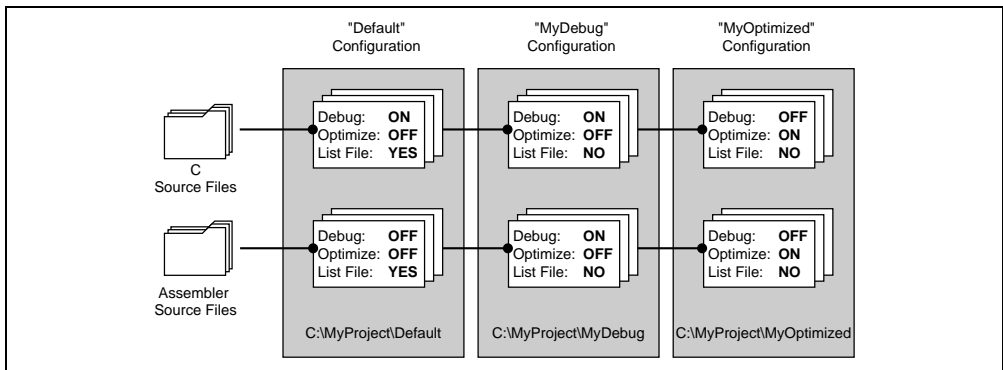 "Default"
Configuration
"MyDebug"
Configuration
"MyOptimized"
Configuration
C
Source Files
Debug: ON
Optimize: OFF
List File: YES
Debug: ON
Optimize: OFF
List File: NO
Debug: OFF
Optimize: ON
List File: NO
Assembler
Source Files
Debug: OFF
Optimize: OFF
List File: YES
Debug: ON
Optimize: OFF
List File: NO
Debug: OFF
Optimize: ON
List File: NO
C:\MyProject\Default
C:\MyProject\MyDebug
C:\MyProject\MyOptimized